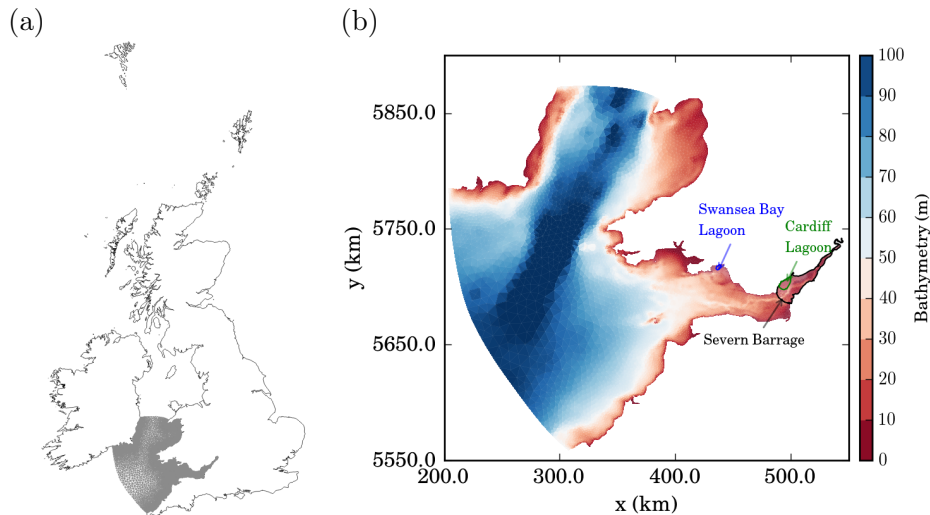 (a)
(b)
5850.0
5750.0
5650.0
5550.0
y (km)
200.0
300.0
400.0
500.0
x (km)
Swansea Bay
Lagoon
Cardiff
Lagoon
Severn Barrage
100
90
80
70
60
50
40
30
20
10
0
Bathymetry (m)